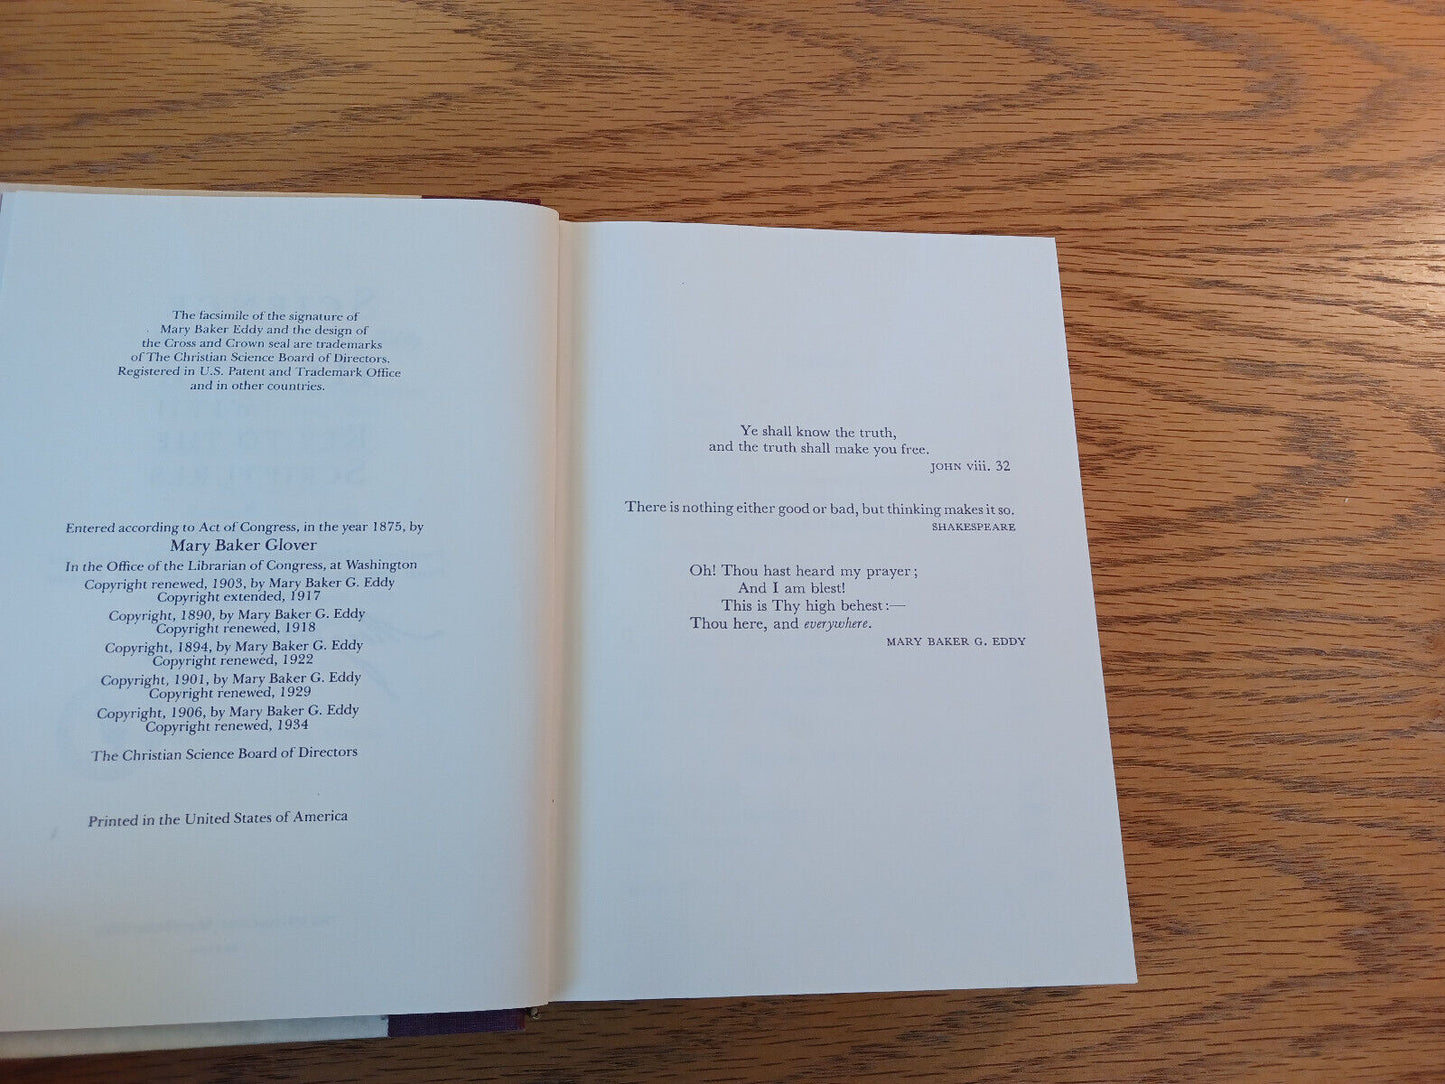 The facsimile of the signature of
Mary Baker Eddy and the design of
the Cross and Crown seal are trademarks
of The Christian Science Board of Directors.
Registered in U.S. Patent and Trademark Office
and in other countries.
Entered according to Act of Congress, in the year 1875, by
Mary Baker Glover
In the Office of the Librarian of Congress, at Washington
Copyright renewed, 1903, by Mary Baker G. Eddy
Copyright extended, 1917
Copyright, 1890, by Mary Baker G. Eddy
Copyright renewed, 1918
Copyright, 1894, by Mary Baker G. Eddy
Copyright renewed, 1922
Copyright, 1901, by Mary Baker G. Eddy
Copyright renewed, 1929
Copyright, 1906, by Mary Baker G. Eddy
Copyright renewed, 1934
The Christian Science Board of Directors
Printed in the United States of America
Ye shall know the truth,
and the truth shall make you free.
JOHN viii. 32
There is nothing either good or bad, but thinking makes it so.
SHAKESPEARE
Oh! Thou hast heard my prayer;
And I am blest!
This is Thy high behest:—
Thou here, and everywhere.
MARY BAKER G. EDDY